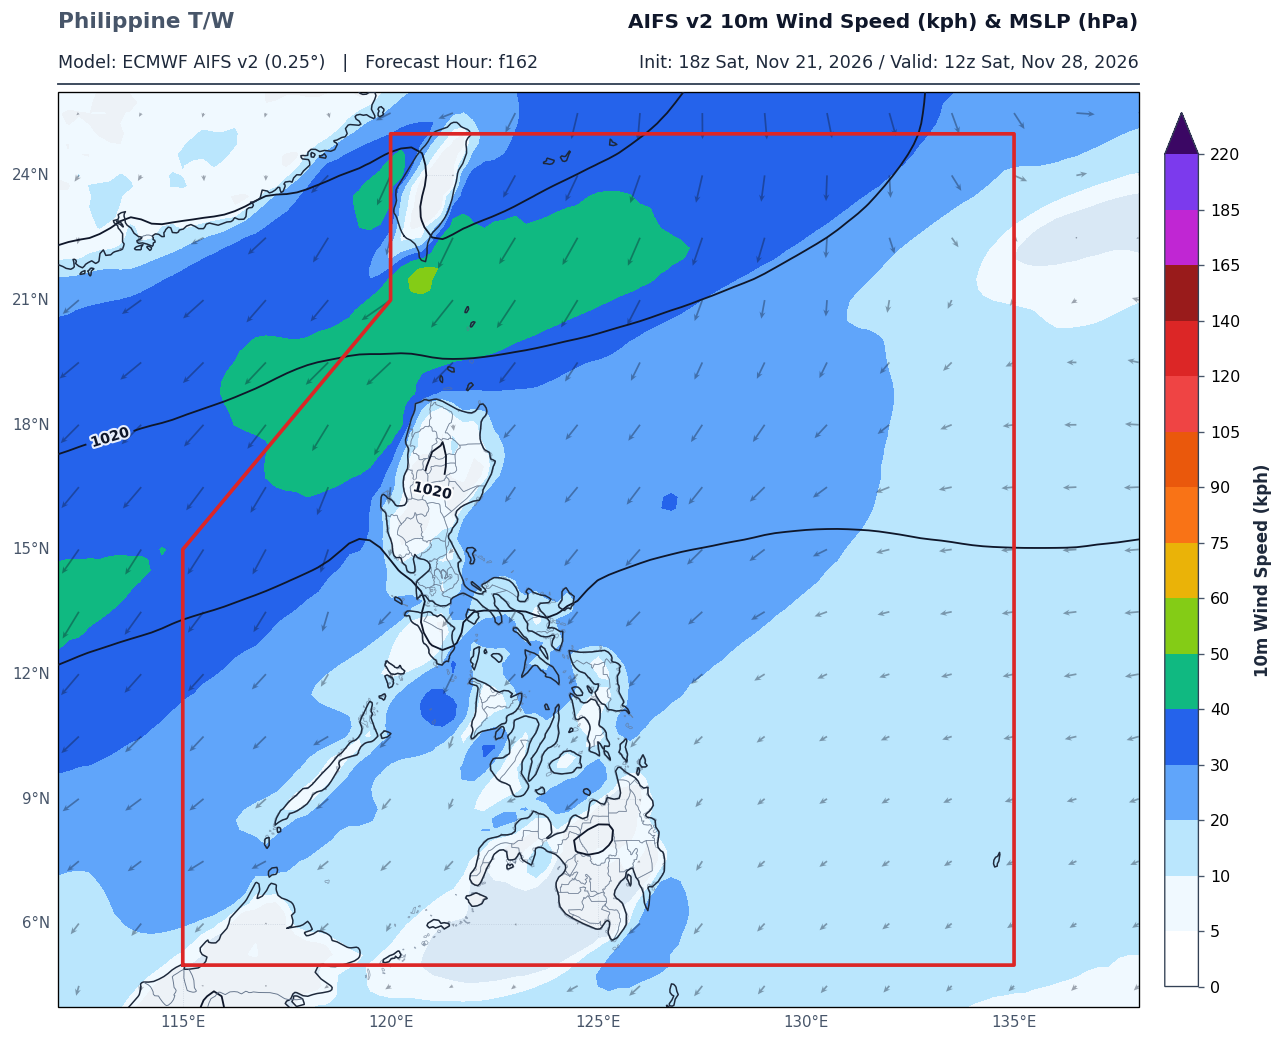 Philippine T/W
AIFS v2 10m Wind Speed (kph) & MSLP (hPa)
Model: ECMWF AIFS v2 (0.25°) | Forecast Hour: f162
Init: 18z Sat, Nov 21, 2026 / Valid: 12z Sat, Nov 28, 2026
24°N
21°N
18°N
15°N
12°N
9°N
6°N
1020
1020
115°E
120°E
125°E
130°E
135°E
220
185
165
140
120
105
90
75
60
50
40
30
20
10
5
0
10m Wind Speed (kph)